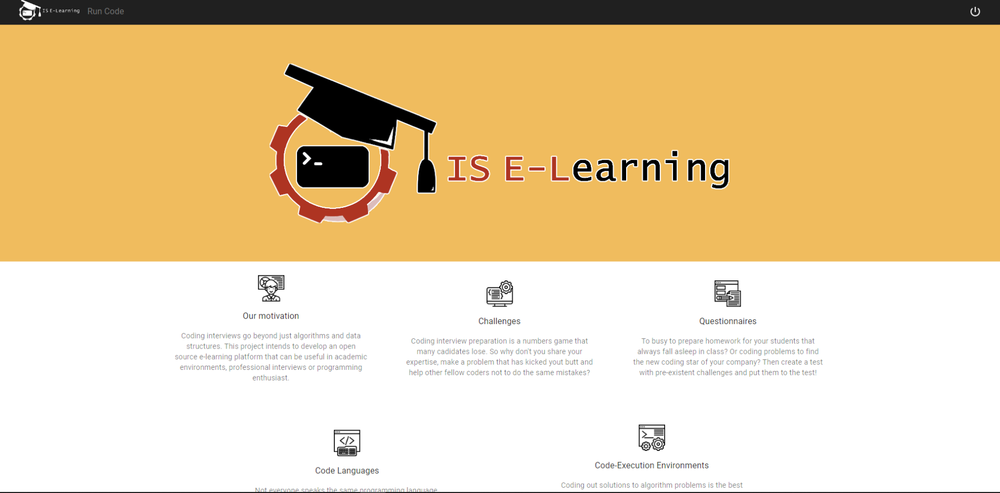 IS E-Learning
Run Code
>_
IS E-Learning
Our motivation
Coding interviews go beyond just algorithms and data
structures. This project intends to develop an open
source e-learning platform that can be useful in academic
environments, professional interviews or programming
enthusiast.
Challenges
Coding interview preparation is a numbers game that
many cadidates lose. So why don't you share your
expertise, make a problem that has kicked yout butt and
help other fellow coders not to do the same mistakes?
Questionnaires
To busy to prepare homework for your students that
always fall asleep in class? Or coding problems to find
the new coding star of your company? Then create a test
with pre-existent challenges and put them to the test!
Code Languages
Not everyone speaks the same programming language
Code-Execution Environments
Coding out solutions to algorithm problems is the best